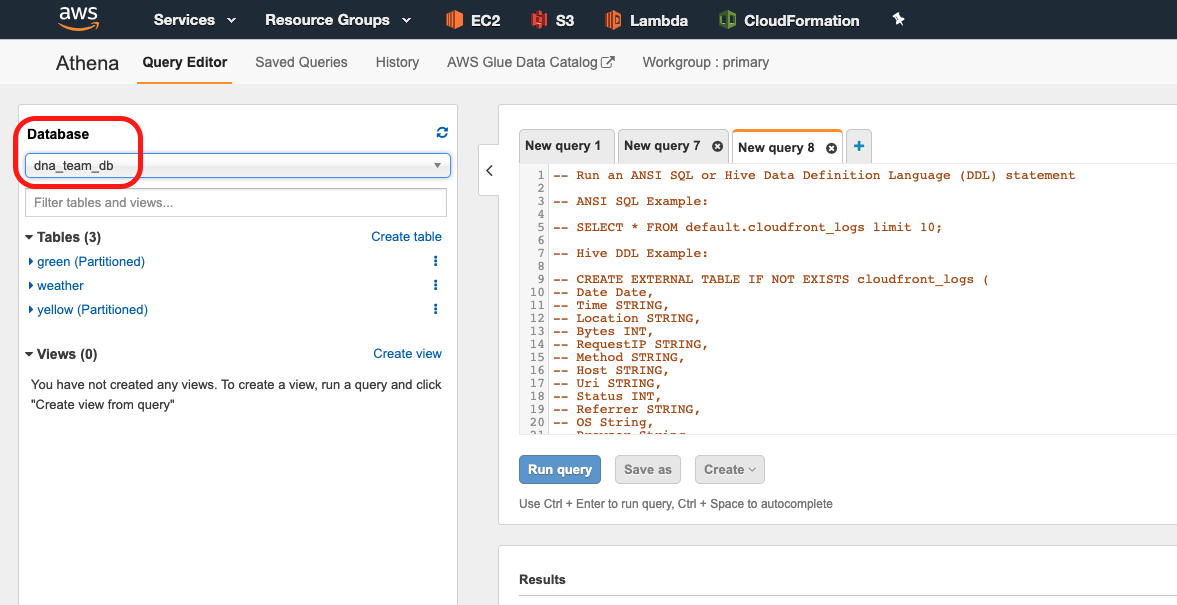 aws Services Resource Groups EC2 S3 Lambda CloudFormation
Athena Query Editor Saved Queries History AWS Glue Data Catalog Workgroup : primary
Database
dna_team_db
Filter tables and views...
Tables (3) Create table
green (Partitioned)
weather
yellow (Partitioned)
Views (0) Create view
You have not created any views. To create a view, run a query and click
"Create view from query"
New query 1 New query 7 New query 8
1 -- Run an ANSI SQL or Hive Data Definition Language (DDL) statement
2
3 -- ANSI SQL Example:
4
5 -- SELECT * FROM default.cloudfront_logs limit 10;
6
7 -- Hive DDL Example:
8
9 -- CREATE EXTERNAL TABLE IF NOT EXISTS cloudfront_logs (
10 -- Date Date,
11 -- Time STRING,
12 -- Location STRING,
13 -- Bytes INT,
14 -- RequestIP STRING,
15 -- Method STRING,
16 -- Host STRING,
17 -- Uri STRING,
18 -- Status INT,
19 -- Referrer STRING,
20 -- OS String,
21 -- Browser String
Run query Save as Create
Use Ctrl + Enter to run query, Ctrl + Space to autocomplete
Results